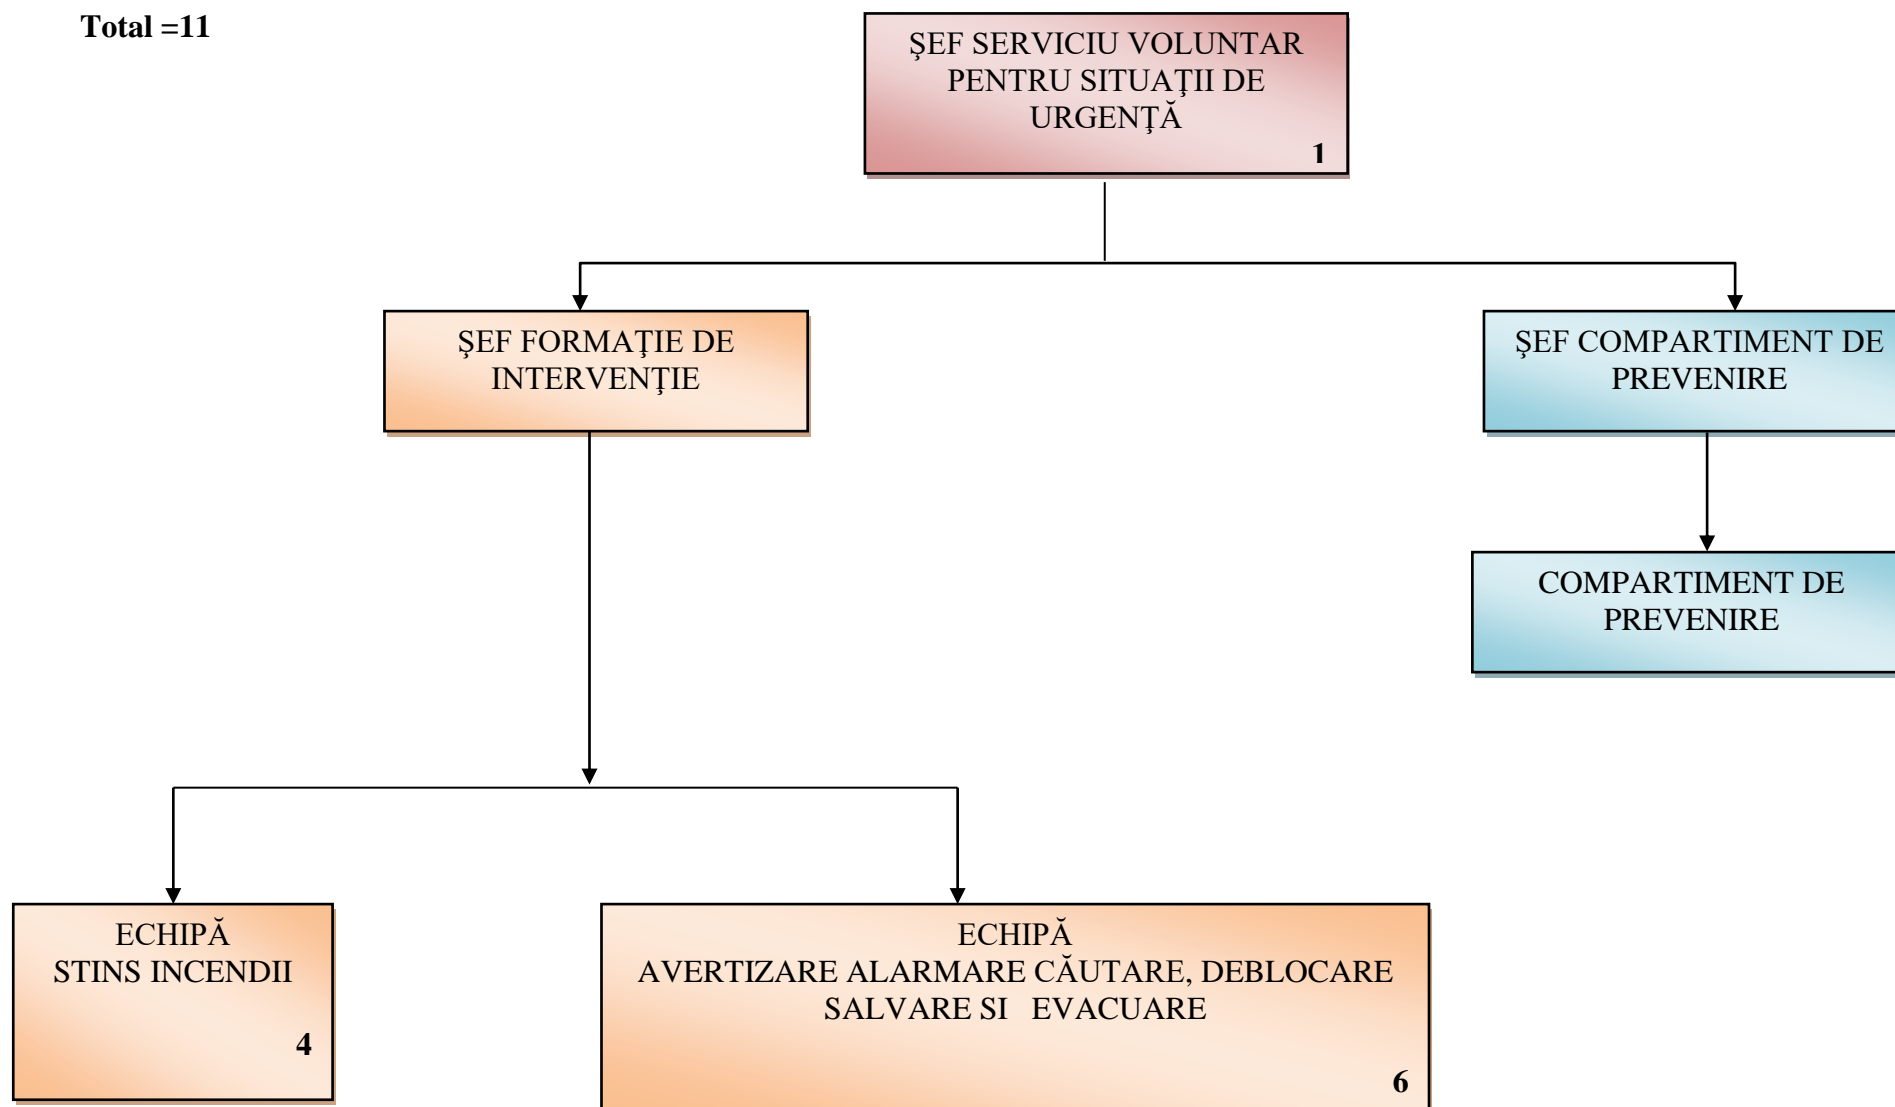 Total =11
ŞEF SERVICIU VOLUNTAR
PENTRU SITUAŢII DE
URGENŢĂ
1
ŞEF FORMAŢIE DE
INTERVENŢIE
ŞEF COMPARTIMENT DE
PREVENIRE
COMPARTIMENT DE
PREVENIRE
ECHIPĂ
STINS INCENDII
4
ECHIPĂ
AVERTIZARE ALARMARE CĂUTARE, DEBLOCARE
SALVARE SI   EVACUARE
6